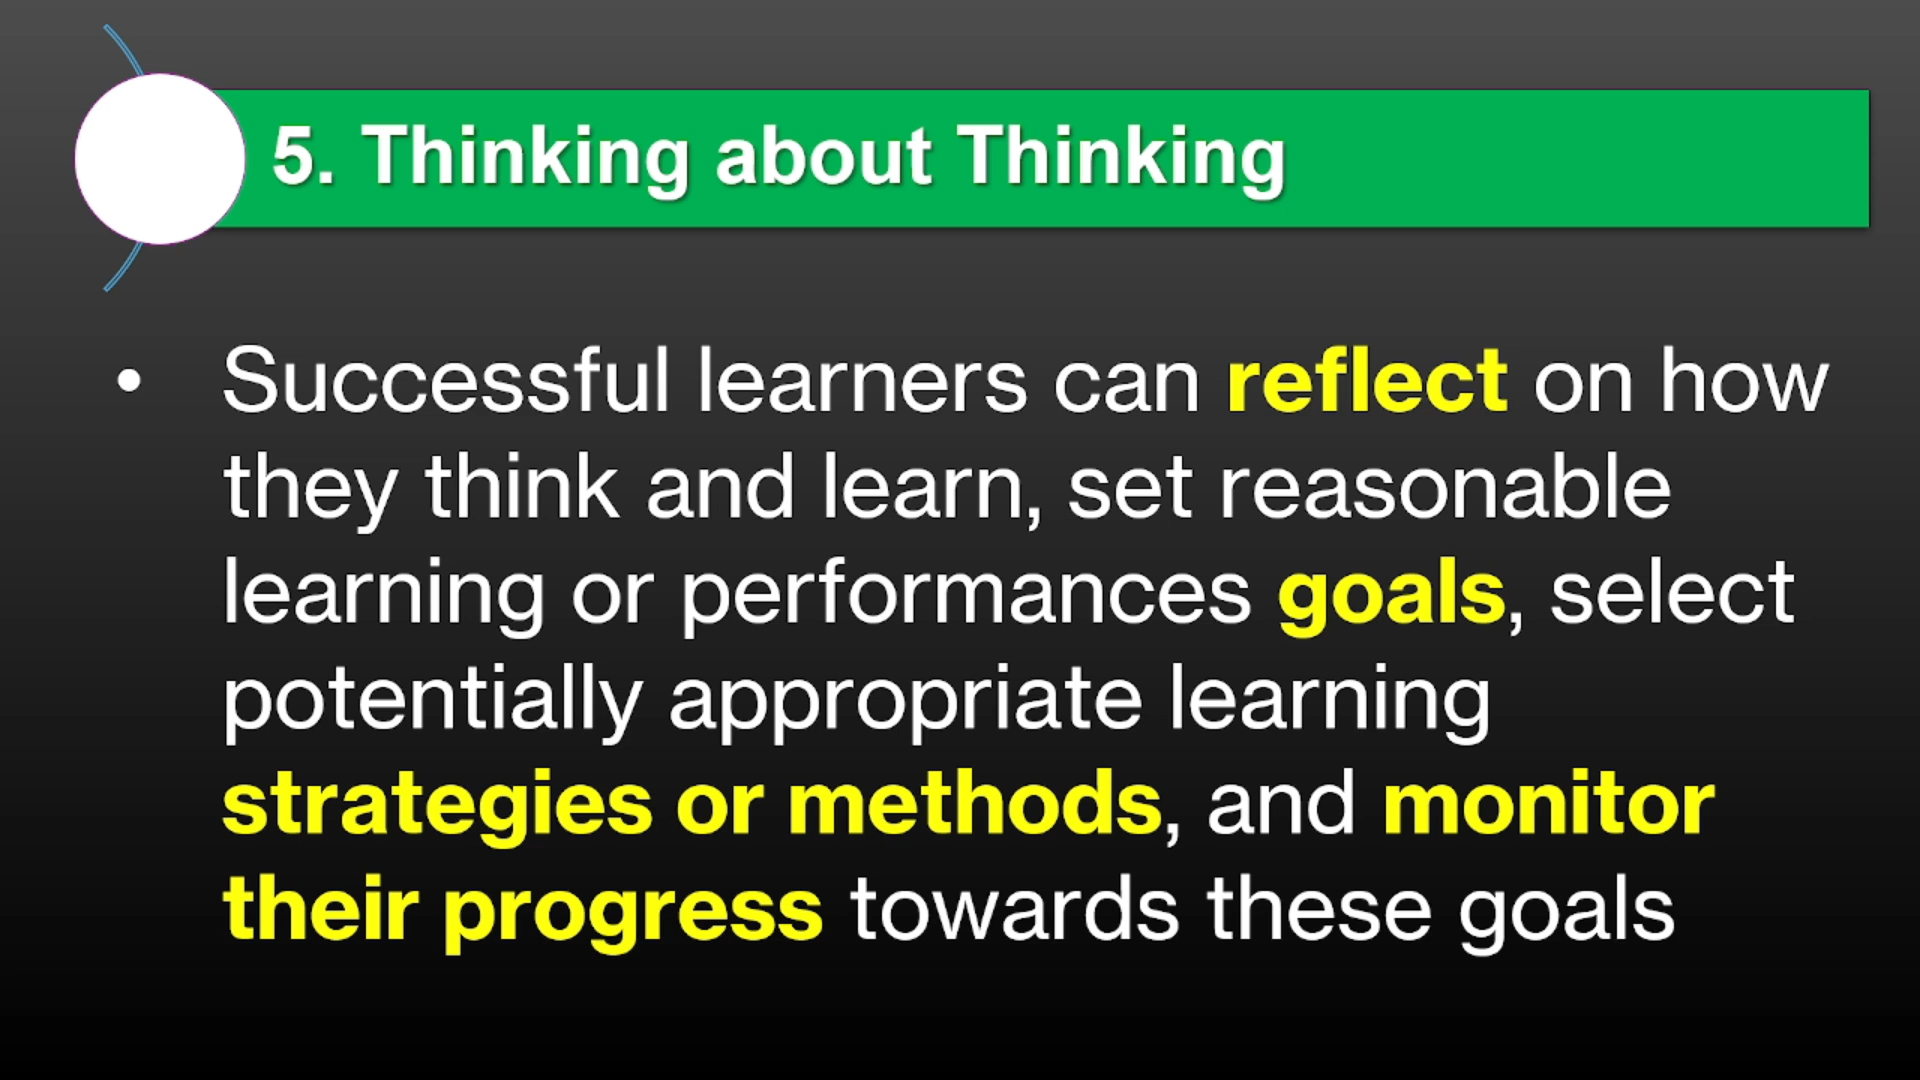 5. Thinking about Thinking
• Successful learners can reflect on how
they think and learn, set reasonable
learning or performances goals, select
potentially appropriate learning
strategies or methods, and monitor
their progress towards these goals